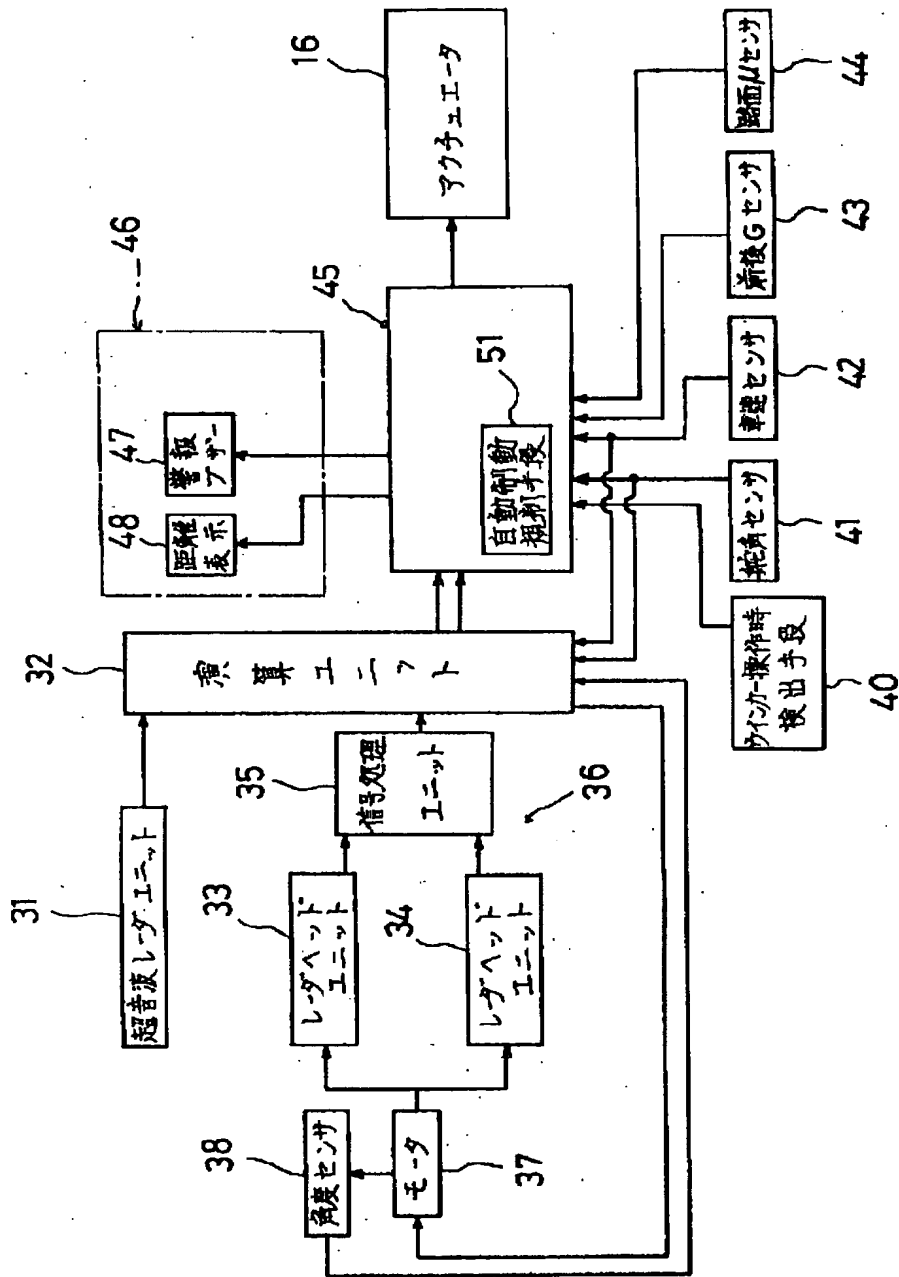 31
超音波レーダユニット
32
演算ユニット
33
レーダヘッド
ユニット
34
レーダヘッド
ユニット
35
信号処理
ユニット
36
37
モータ
38
角度センサ
46
47
警報
ブザー
48
距離
表示
45
51
自動制動
規制手段
16
アクチュエータ
40
ウインカー操作時
検出手段
41
舵角センサ
42
車速センサ
43
前後Gセンサ
44
路面μセンサ